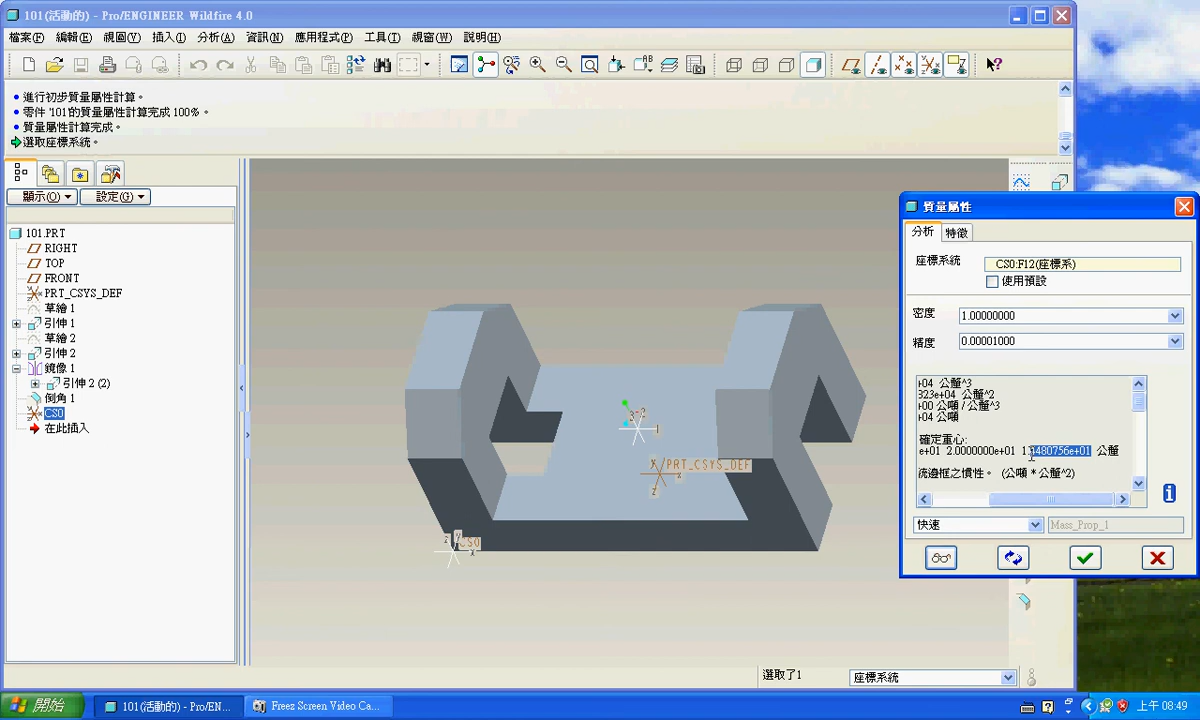 101(活動的) - Pro/ENGINEER Wildfire 4.0
檔案(F) 編輯(E) 視圖(V) 插入(I) 分析(A) 資訊(N) 應用程式(P) 工具(T) 視窗(W) 說明(H)
進行初步質量屬性計算。
零件 '101的質量屬性計算完成 100%。
質量屬性計算完成。
選取座標系統。
顯示(O) 設定(G)
101.PRT
RIGHT
TOP
FRONT
PRT_CSYS_DEF
草繪 1
引伸 1
草繪 2
引伸 2
鏡像 1
引伸 2 (2)
倒角 1
CS0
在此插入
PRT_CSYS_DEF
X
Z
CS0
質量屬性
分析 特徵
座標系統 CS0:F12(座標系)
使用預設
密度 1.00000000
精度 0.00001000
+04 公釐^3
323e+04 公釐^2
+00 公噸 / 公釐^3
+04 公噸
確定重心:
e+01 2.0000000e+01 480756e+01 公釐
流邊框之慣性。 (公噸 * 公釐^2)
快速 Mass_Prop_1
選取了1 座標系統
開始 101(活動的) - Pro/EN... Freez Screen Video Ca... 上午 08:49